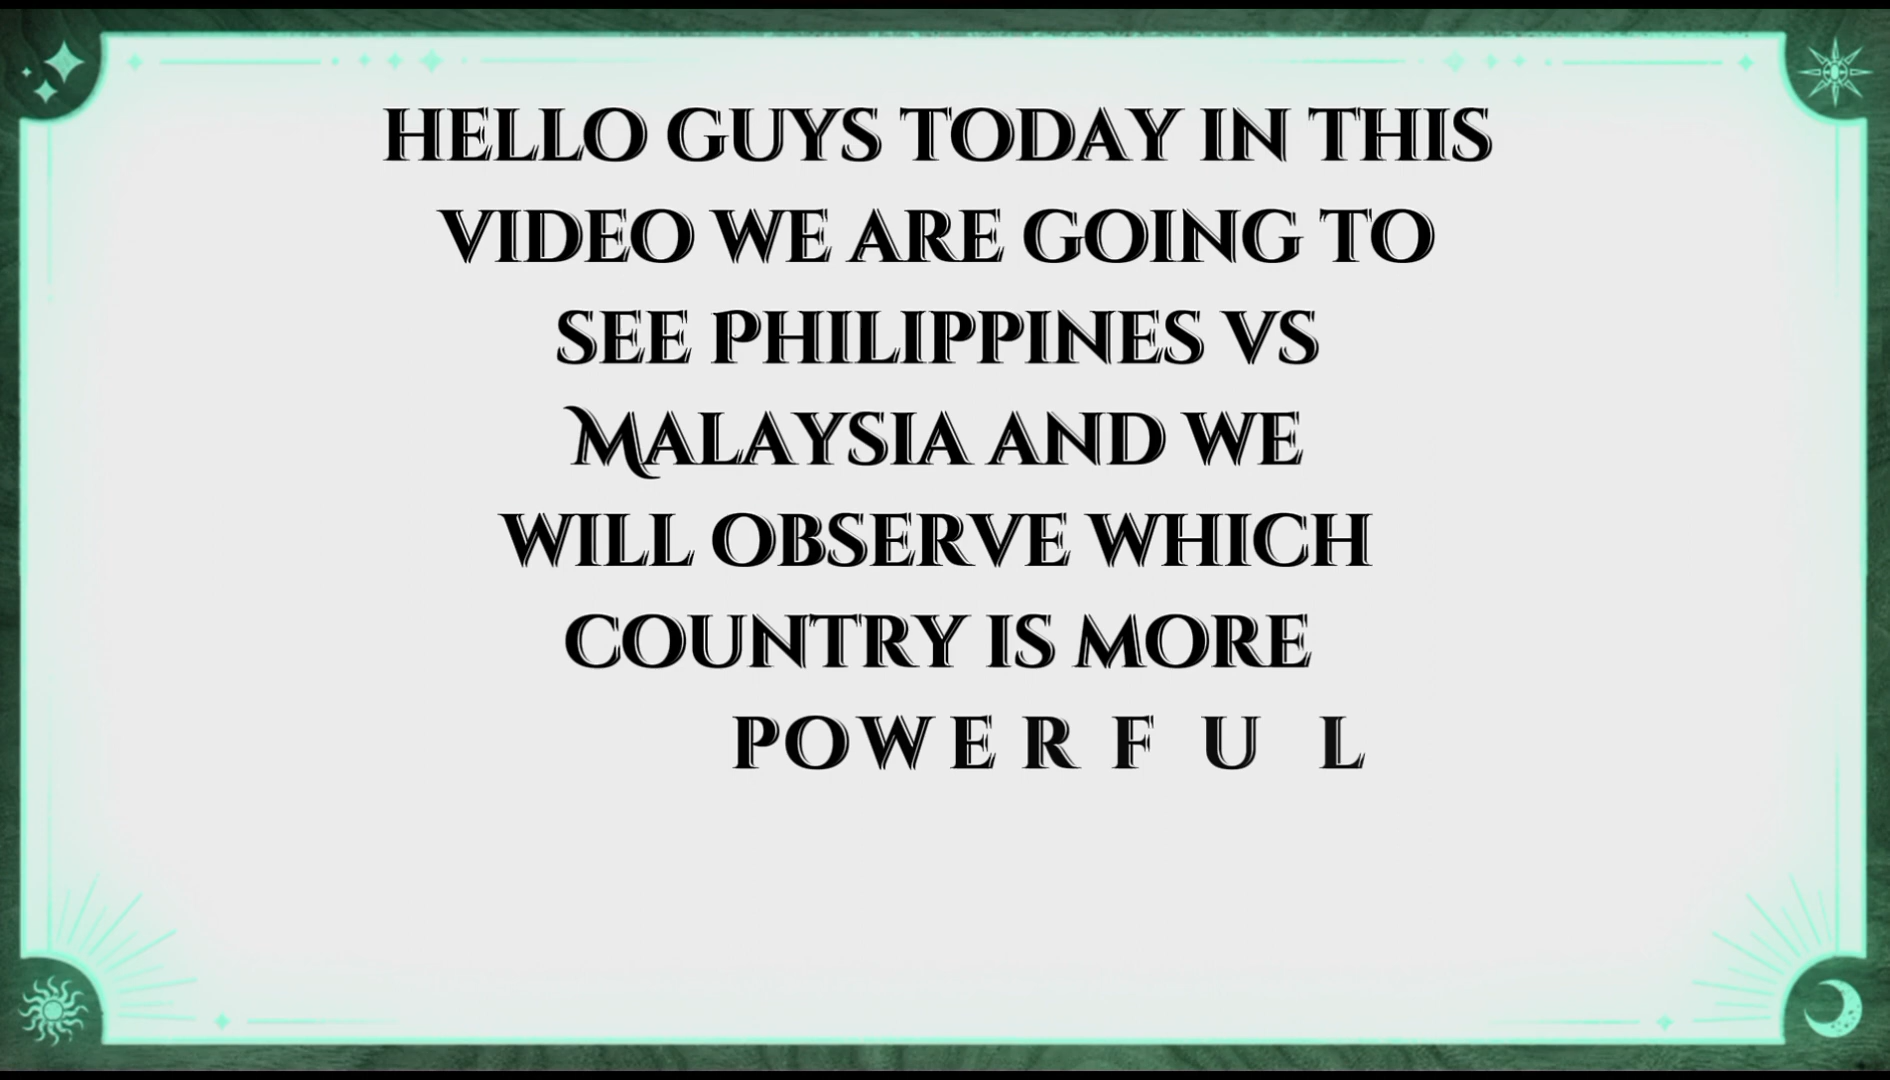 HELLO GUYS TODAY IN THIS
VIDEO WE ARE GOING TO
SEE PHILIPPINES VS
MALAYSIA AND WE
WILL OBSERVE WHICH
COUNTRY IS MORE
POWERFUL